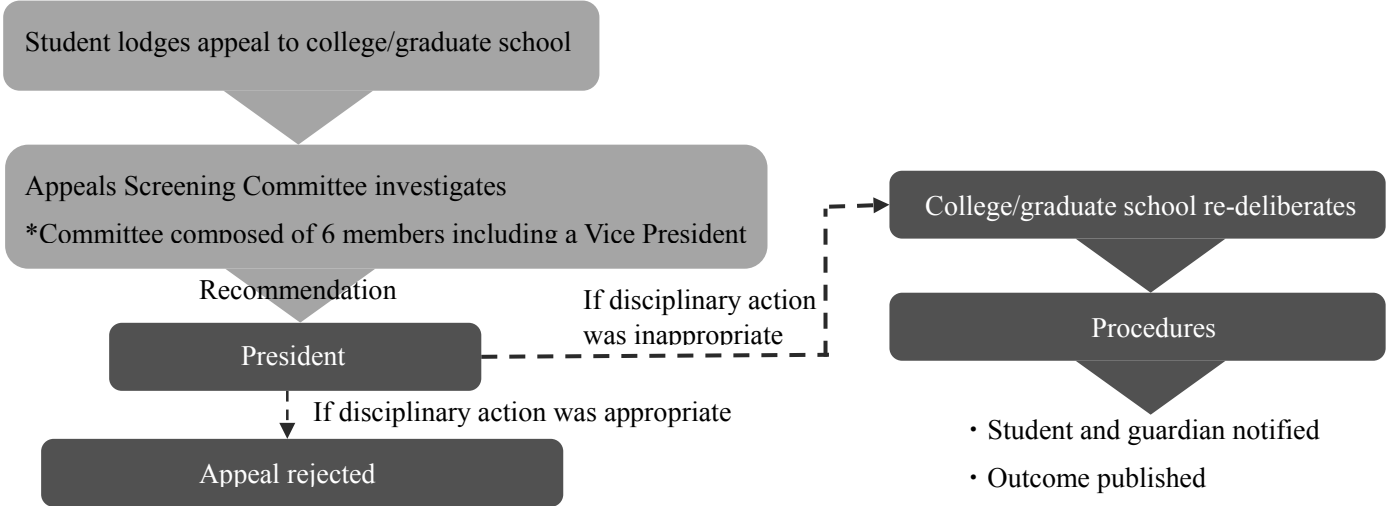 Student lodges appeal to college/graduate school
Appeals Screening Committee investigates
*Committee composed of 6 members including a Vice President
Recommendation
President
If disciplinary action was appropriate
Appeal rejected
If disciplinary action
was inappropriate
College/graduate school re-deliberates
Procedures
・Student and guardian notified
・Outcome published